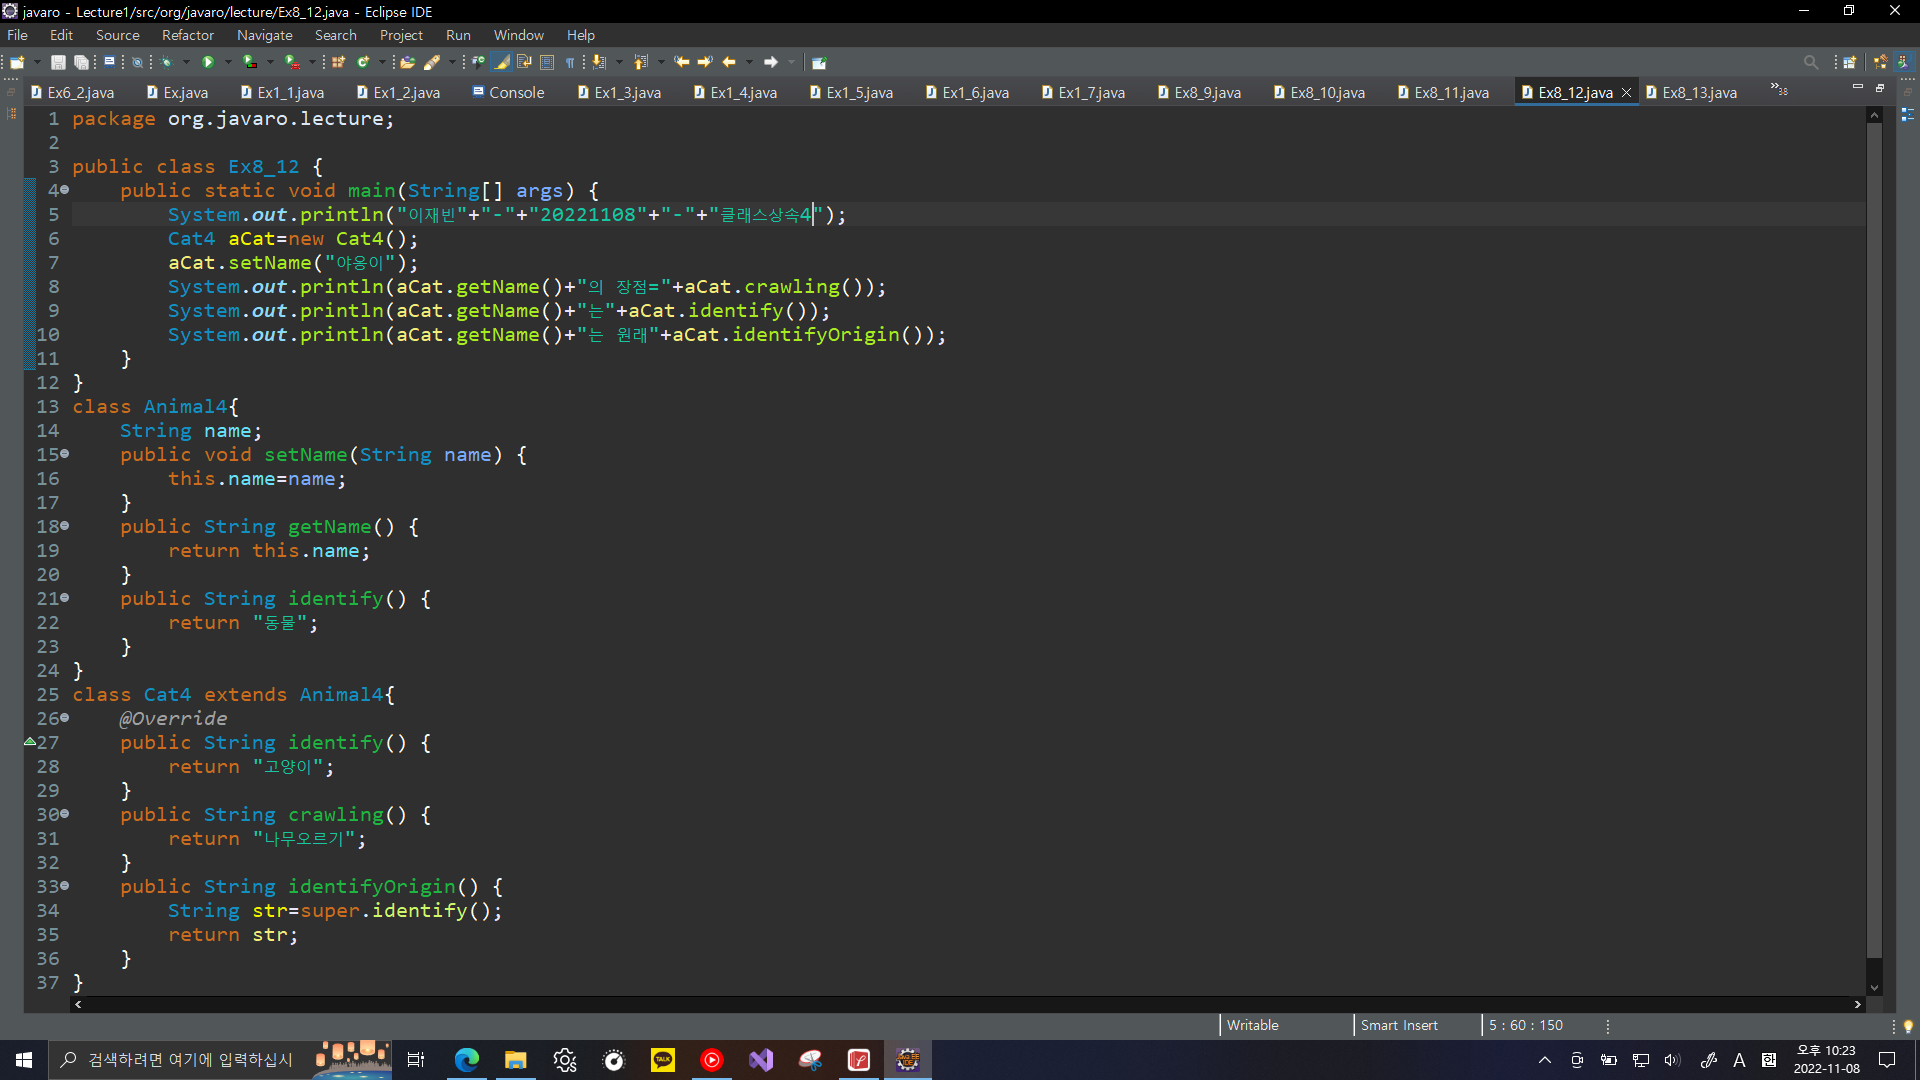 javaro - Lecture1/src/org/javaro/lecture/Ex8_12.java - Eclipse IDE
File Edit Source Refactor Navigate Search Project Run Window Help
Ex6_2.java Ex.java Ex1_1.java Ex1_2.java Console Ex1_3.java Ex1_4.java Ex1_5.java Ex1_6.java Ex1_7.java Ex8_9.java Ex8_10.java Ex8_11.java Ex8_12.java Ex8_13.java »38
1 package org.javaro.lecture;
2
3 public class Ex8_12 {
4 public static void main(String[] args) {
5 System.out.println("이재빈"+"-"+"20221108"+"-"+"클래스상속4");
6 Cat4 aCat=new Cat4();
7 aCat.setName("야옹이");
8 System.out.println(aCat.getName()+"의 장점="+aCat.crawling());
9 System.out.println(aCat.getName()+"는"+aCat.identify());
10 System.out.println(aCat.getName()+"는 원래"+aCat.identifyOrigin());
11 }
12 }
13 class Animal4{
14 String name;
15 public void setName(String name) {
16 this.name=name;
17 }
18 public String getName() {
19 return this.name;
20 }
21 public String identify() {
22 return "동물";
23 }
24 }
25 class Cat4 extends Animal4{
26 @Override
27 public String identify() {
28 return "고양이";
29 }
30 public String crawling() {
31 return "나무오르기";
32 }
33 public String identifyOrigin() {
34 String str=super.identify();
35 return str;
36 }
37 }
Writable Smart Insert 5 : 60 : 150
검색하려면 여기에 입력하십시
TALK
A
오후 10:23
2022-11-08